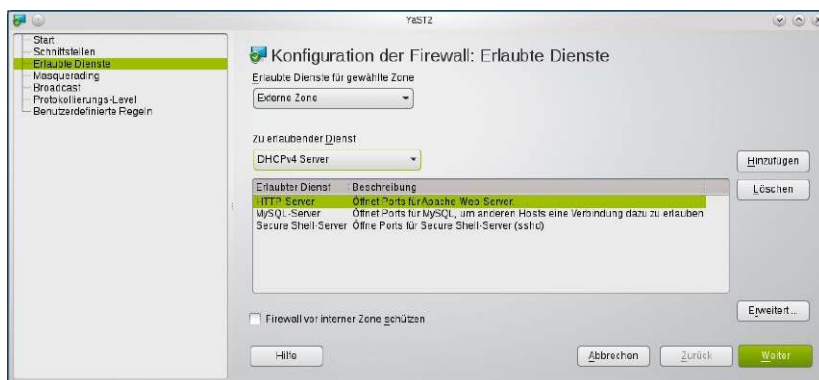 YaST2
Start
Schnittstellen
Erlaubte Dienste
Masquerading
Broadcast
Protokollierungs-Level
Benutzerdefinierte Regeln
Konfiguration der Firewall: Erlaubte Dienste
Erlaubte Dienste für gewählte Zone
Externe Zone
Zu erlaubender Dienst
DHCPv4 Server
Hinzufügen
Erlaubter Dienst Beschreibung
HTTP Server Öffnet Ports für Apache Web Server.
MySQL-Server Öffnet Ports für MySQL, um anderen Hosts eine Verbindung dazu zu erlauben
Secure Shell-Server Öffne Ports für Secure Shell-Server (sshd)
Löschen
Firewall vor interner Zone schützen
Erweitert...
Hilfe
Abbrechen
Zurück
Weiter